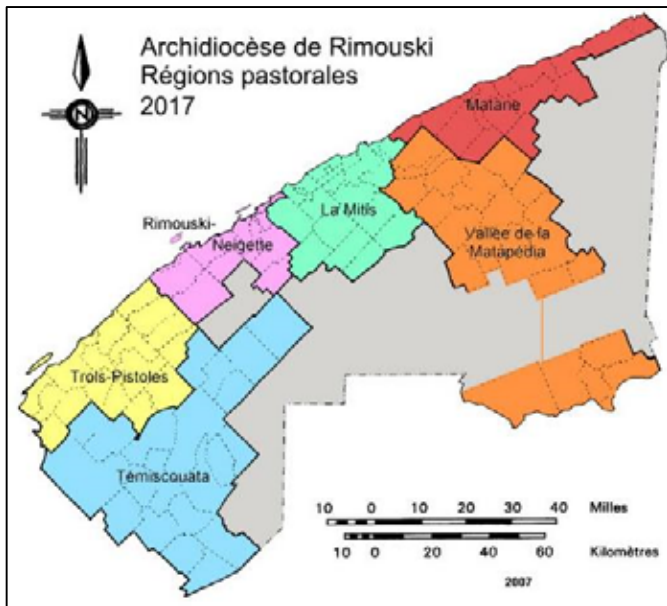 Archidiocèse de Rimouski
Régions pastorales
2017
N
Matane
La Mitis
Vallée de la
Matapédia
Rimouski-
Neigette
Trois-Pistoles
Témiscouata
10 0 10 20 30 40 Milles
10 0 20 40 60 Kilomètres
2007